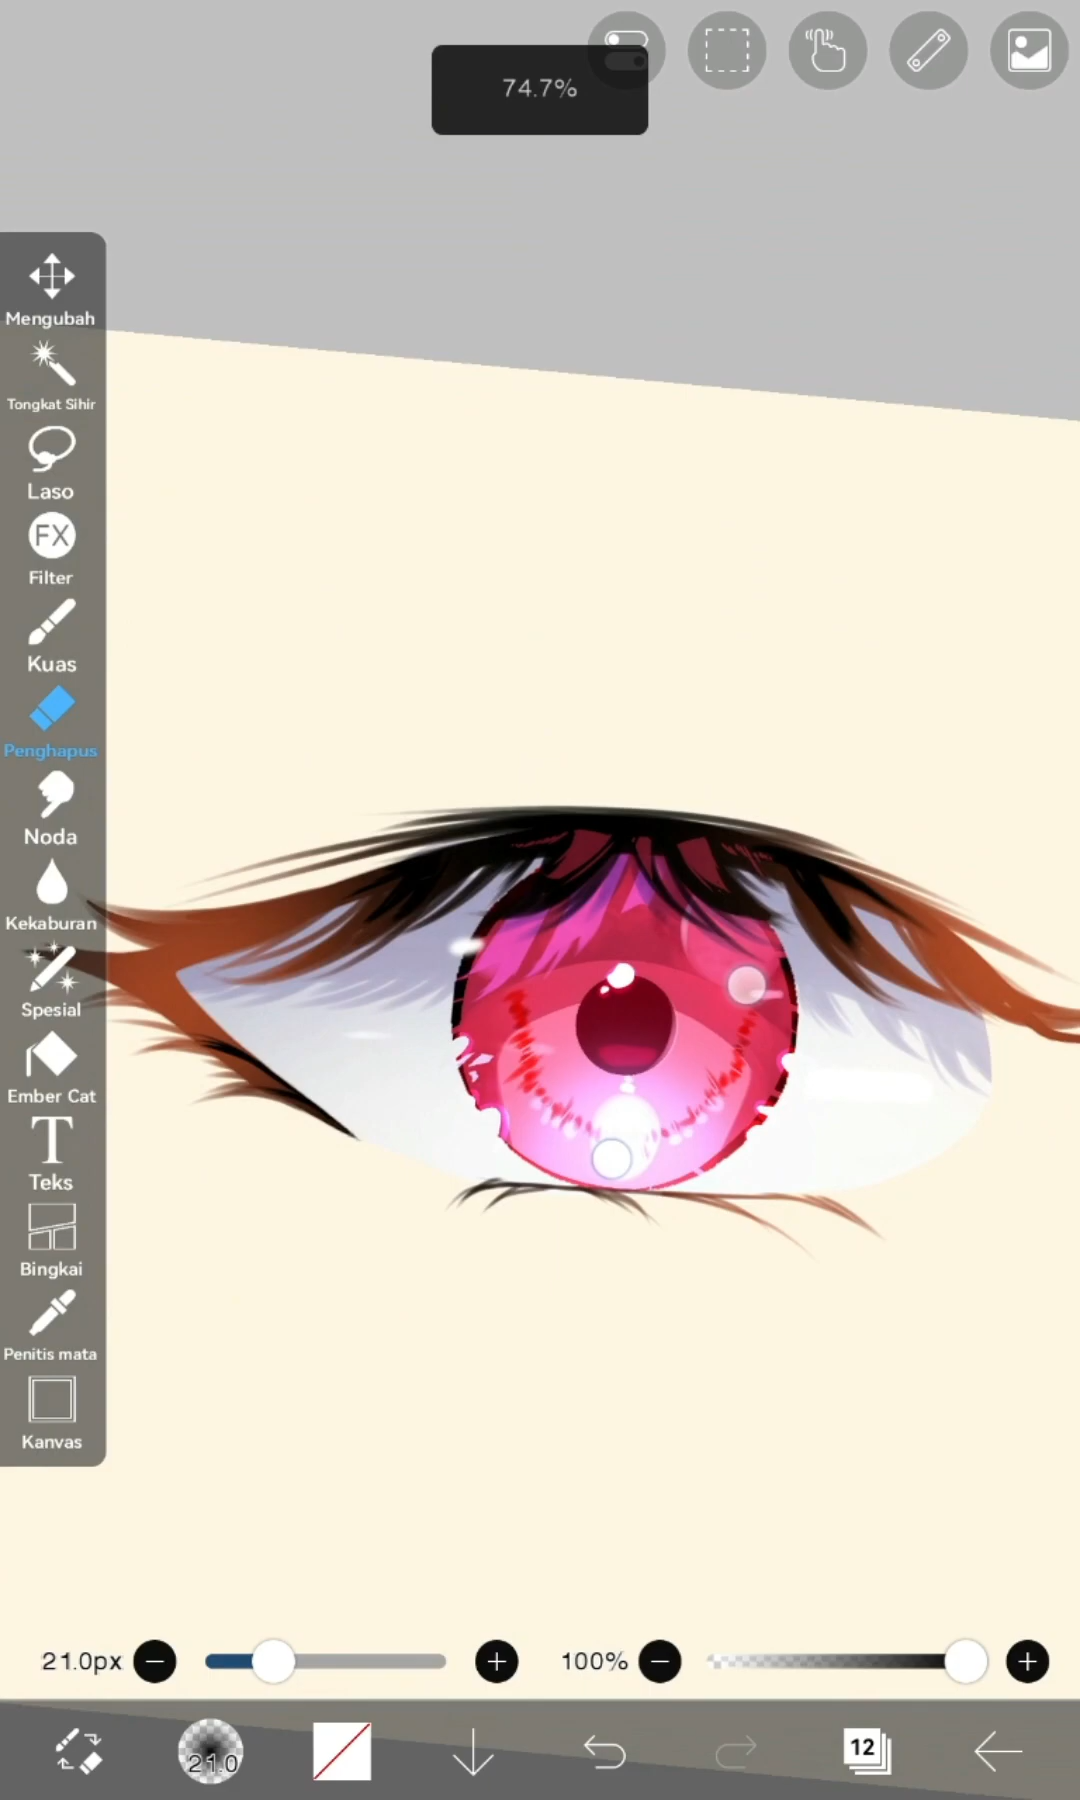 74.7%
Mengubah
Tongkat Sihir
Laso
FX
Filter
Kuas
Penghapus
Noda
Kekaburan
Spesial
Ember Cat
T
Teks
Bingkai
Penitis mata
Kanvas
21.0px
100%
21.0
12